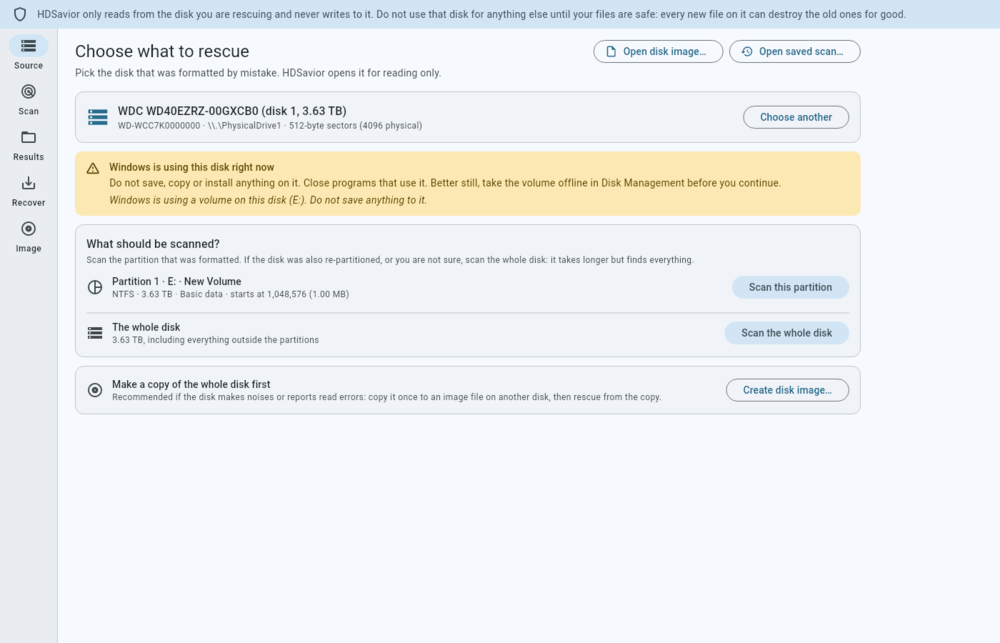 HDSavior only reads from the disk you are rescuing and never writes to it. Do not use that disk for anything else until your files are safe: every new file on it can destroy the old ones for good.
Source
Scan
Results
Recover
Image
Choose what to rescue
Open disk image...
Open saved scan...
Pick the disk that was formatted by mistake. HDSavior opens it for reading only.
WDC WD40EZRZ-00GXCB0 (disk 1, 3.63 TB)
WD-WCC7K0000000 · \\.\PhysicalDrive1 · 512-byte sectors (4096 physical)
Choose another
Windows is using this disk right now
Do not save, copy or install anything on it. Close programs that use it. Better still, take the volume offline in Disk Management before you continue.
Windows is using a volume on this disk (E:). Do not save anything to it.
What should be scanned?
Scan the partition that was formatted. If the disk was also re-partitioned, or you are not sure, scan the whole disk: it takes longer but finds everything.
Partition 1 · E: · New Volume
NTFS · 3.63 TB · Basic data · starts at 1,048,576 (1.00 MB)
Scan this partition
The whole disk
3.63 TB, including everything outside the partitions
Scan the whole disk
Make a copy of the whole disk first
Recommended if the disk makes noises or reports read errors: copy it once to an image file on another disk, then rescue from the copy.
Create disk image...